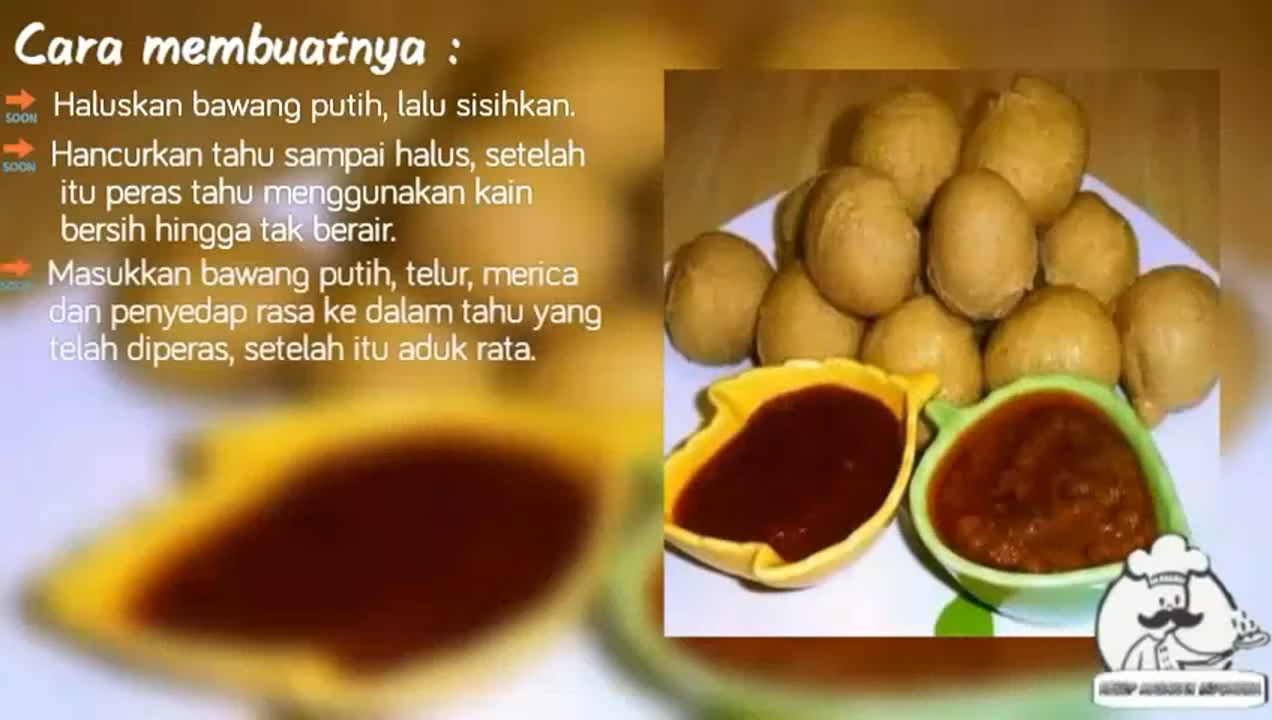 Cara membuatnya :
SOON
Haluskan bawang putih, lalu sisihkan.
SOON
Hancurkan tahu sampai halus, setelah
itu peras tahu menggunakan kain
bersih hingga tak berair.
SOON
Masukkan bawang putih, telur, merica
dan penyedap rasa ke dalam tahu yang
telah diperas, setelah itu aduk rata.